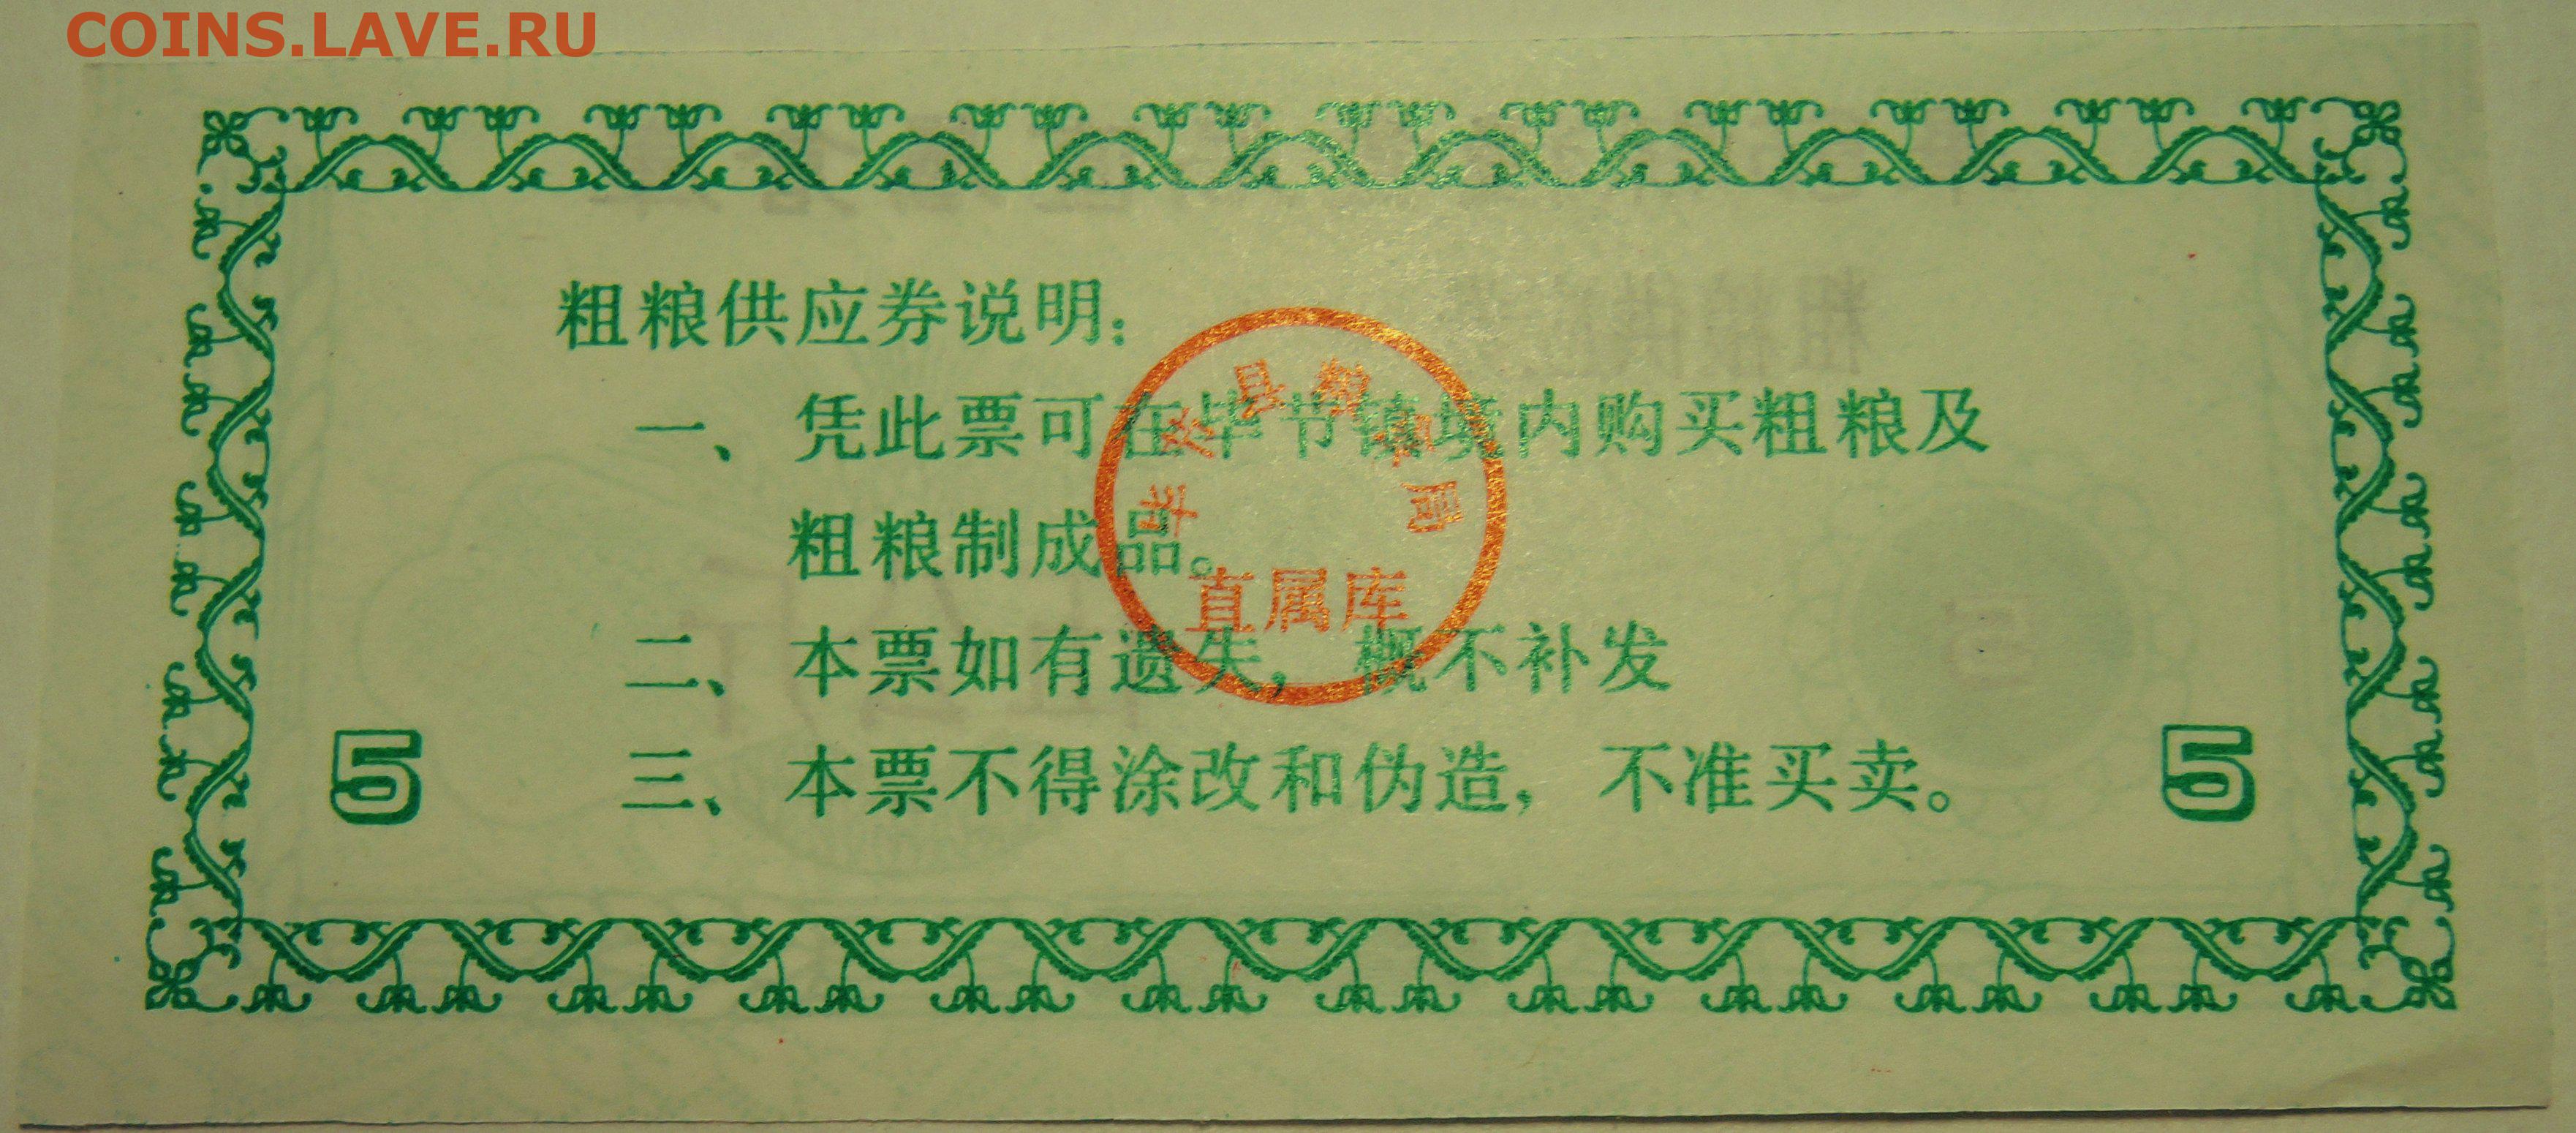 COINS.LAVE.RU
粗粮供应券说明:
一、凭此票可在毕节镇境内购买粗粮及
粗粮制成品。
二、本票如有遗失,概不补发
三、本票不得涂改和伪造,不准买卖。
县粮 局
直属库
5
5